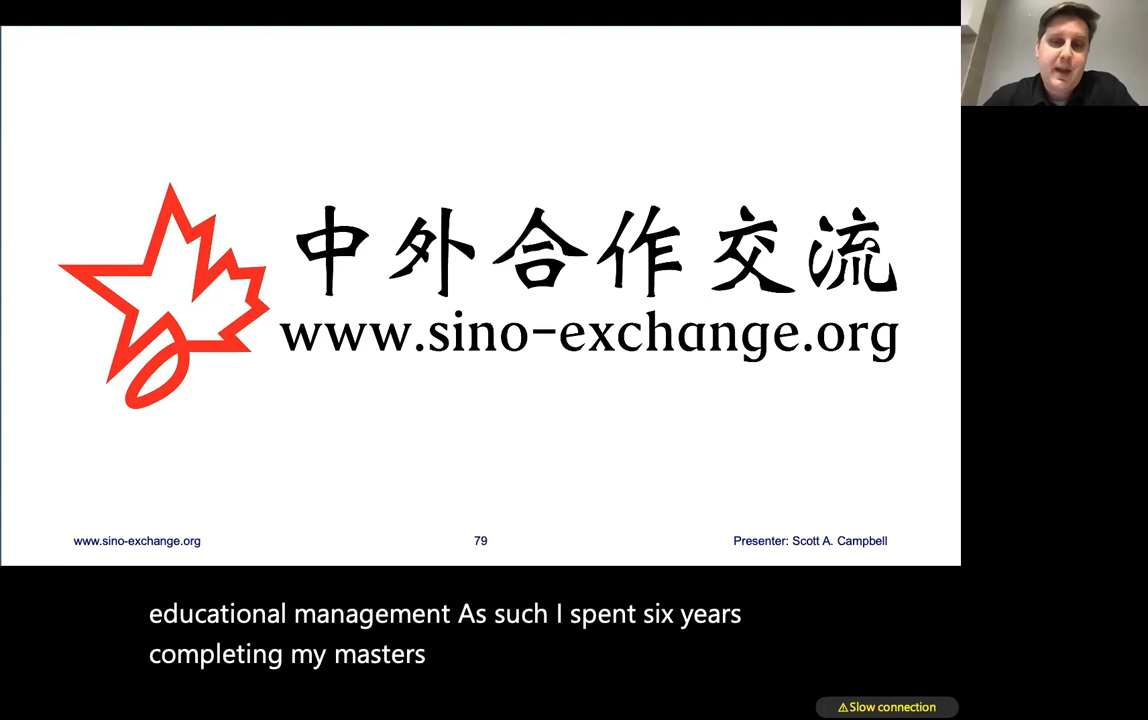 中外合作交流
www.sino-exchange.org
www.sino-exchange.org
79
Presenter: Scott A. Campbell
educational management As such I spent six years
completing my masters
⚠Slow connection